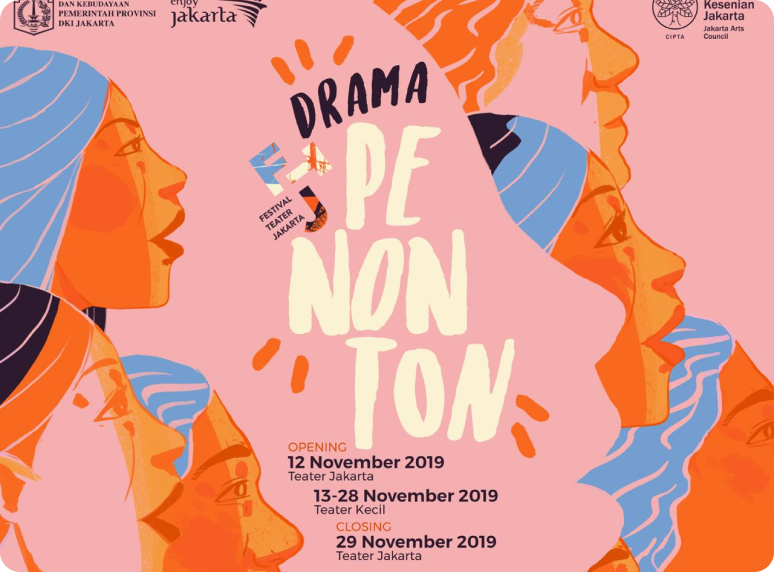 DAN KEBUDAYAAN
PEMERINTAH PROVINSI
DKI JAKARTA
enjoy
jakarta
CIPTA
Kesenian
Jakarta
Jakarta Arts
Council
DRAMA
PE
NON
TON
FTJ
FESTIVAL
TEATER
JAKARTA
OPENING
12 November 2019
Teater Jakarta
13-28 November 2019
Teater Kecil
CLOSING
29 November 2019
Teater Jakarta